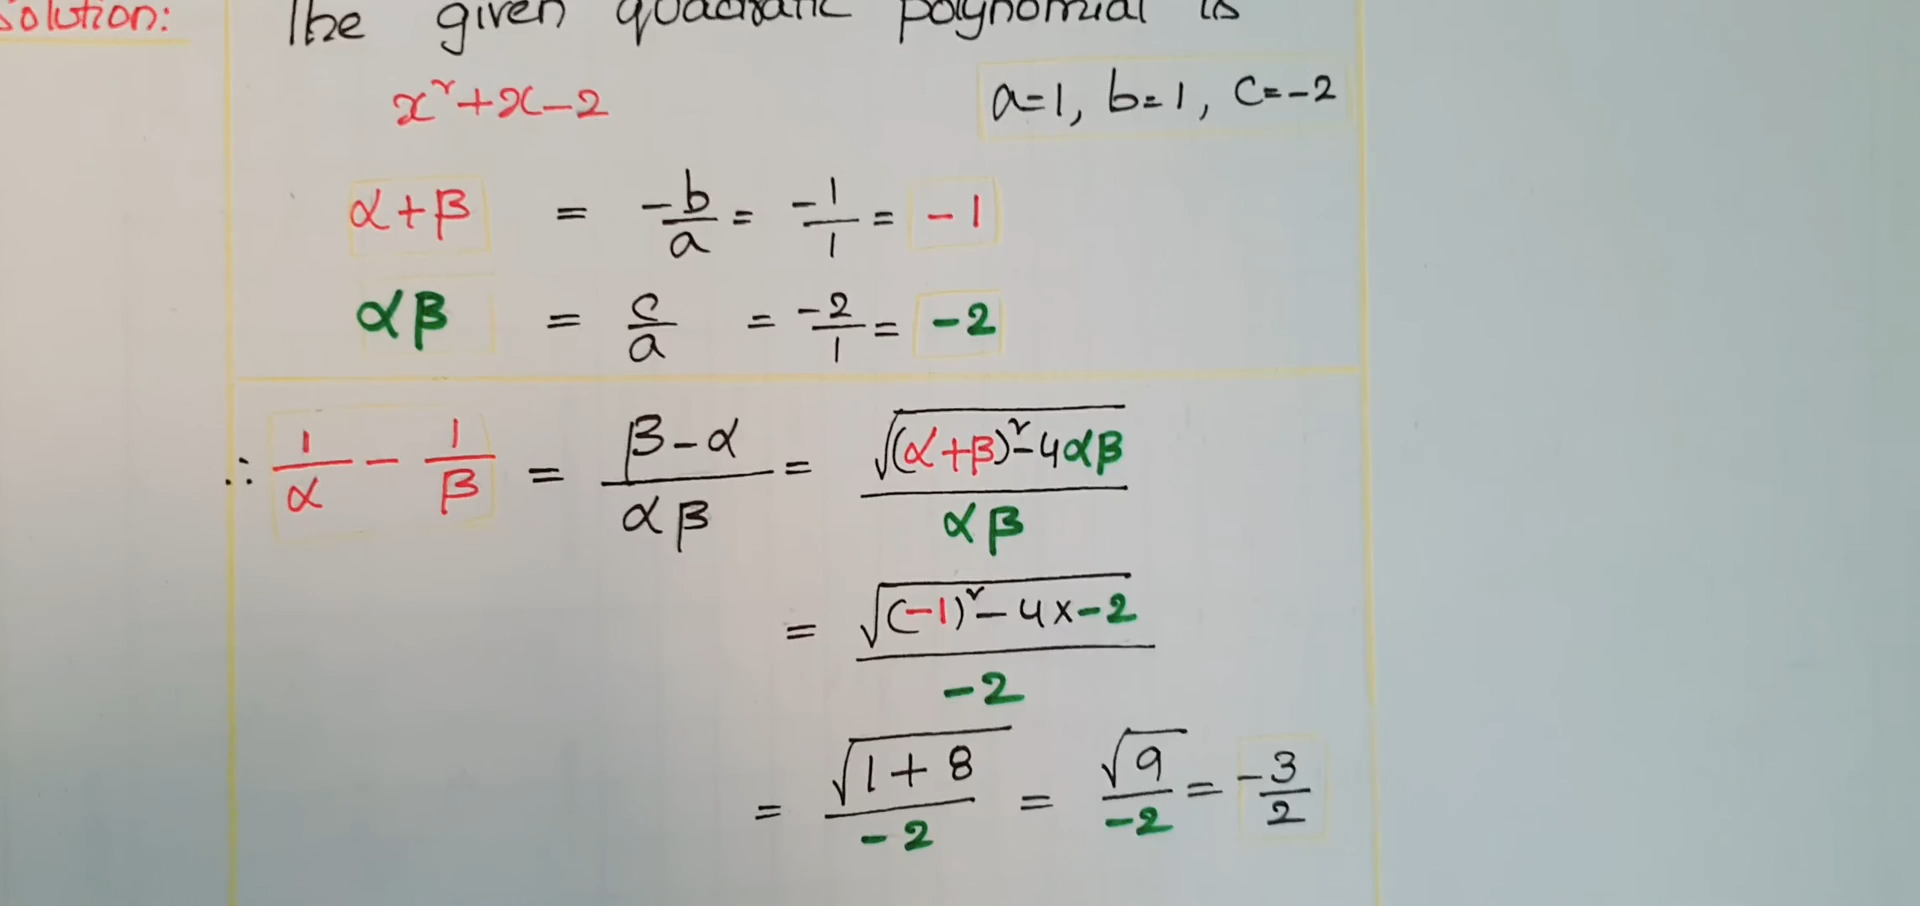 Solution: The given quadratic polynomial is
x²+x-2 a=1, b=1, c=-2
α+β = -b/a = -1/1 = -1
αβ = c/a = -2/1 = -2
∴ 1/α - 1/β = β-α/αβ = √(α+β)²-4αβ/αβ
= √(-1)²-4x-2/-2
= √1+8/-2 = √9/-2 = -3/2